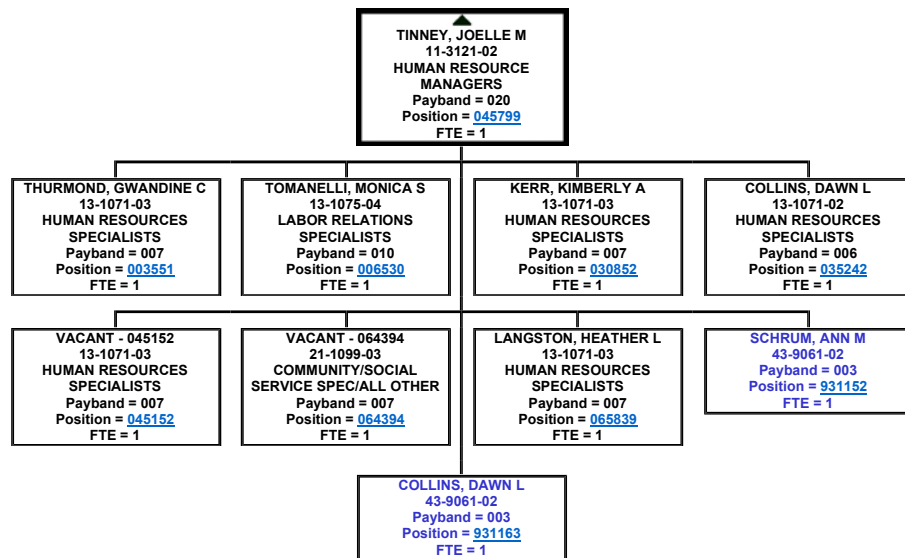 TINNEY, JOELLE M
11-3121-02
HUMAN RESOURCE
MANAGERS
Payband = 020
Position = 045799
FTE = 1
THURMOND, GWANDINE C
13-1071-03
HUMAN RESOURCES
SPECIALISTS
Payband = 007
Position = 003551
FTE = 1
TOMANELLI, MONICA S
13-1075-04
LABOR RELATIONS
SPECIALISTS
Payband = 010
Position = 006530
FTE = 1
KERR, KIMBERLY A
13-1071-03
HUMAN RESOURCES
SPECIALISTS
Payband = 007
Position = 030852
FTE = 1
COLLINS, DAWN L
13-1071-02
HUMAN RESOURCES
SPECIALISTS
Payband = 006
Position = 035242
FTE = 1
VACANT - 045152
13-1071-03
HUMAN RESOURCES
SPECIALISTS
Payband = 007
Position = 045152
FTE = 1
VACANT - 064394
21-1099-03
COMMUNITY/SOCIAL
SERVICE SPEC/ALL OTHER
Payband = 007
Position = 064394
FTE = 1
LANGSTON, HEATHER L
13-1071-03
HUMAN RESOURCES
SPECIALISTS
Payband = 007
Position = 065839
FTE = 1
SCHRUM, ANN M
43-9061-02
Payband = 003
Position = 931152
FTE = 1
COLLINS, DAWN L
43-9061-02
Payband = 003
Position = 931163
FTE = 1